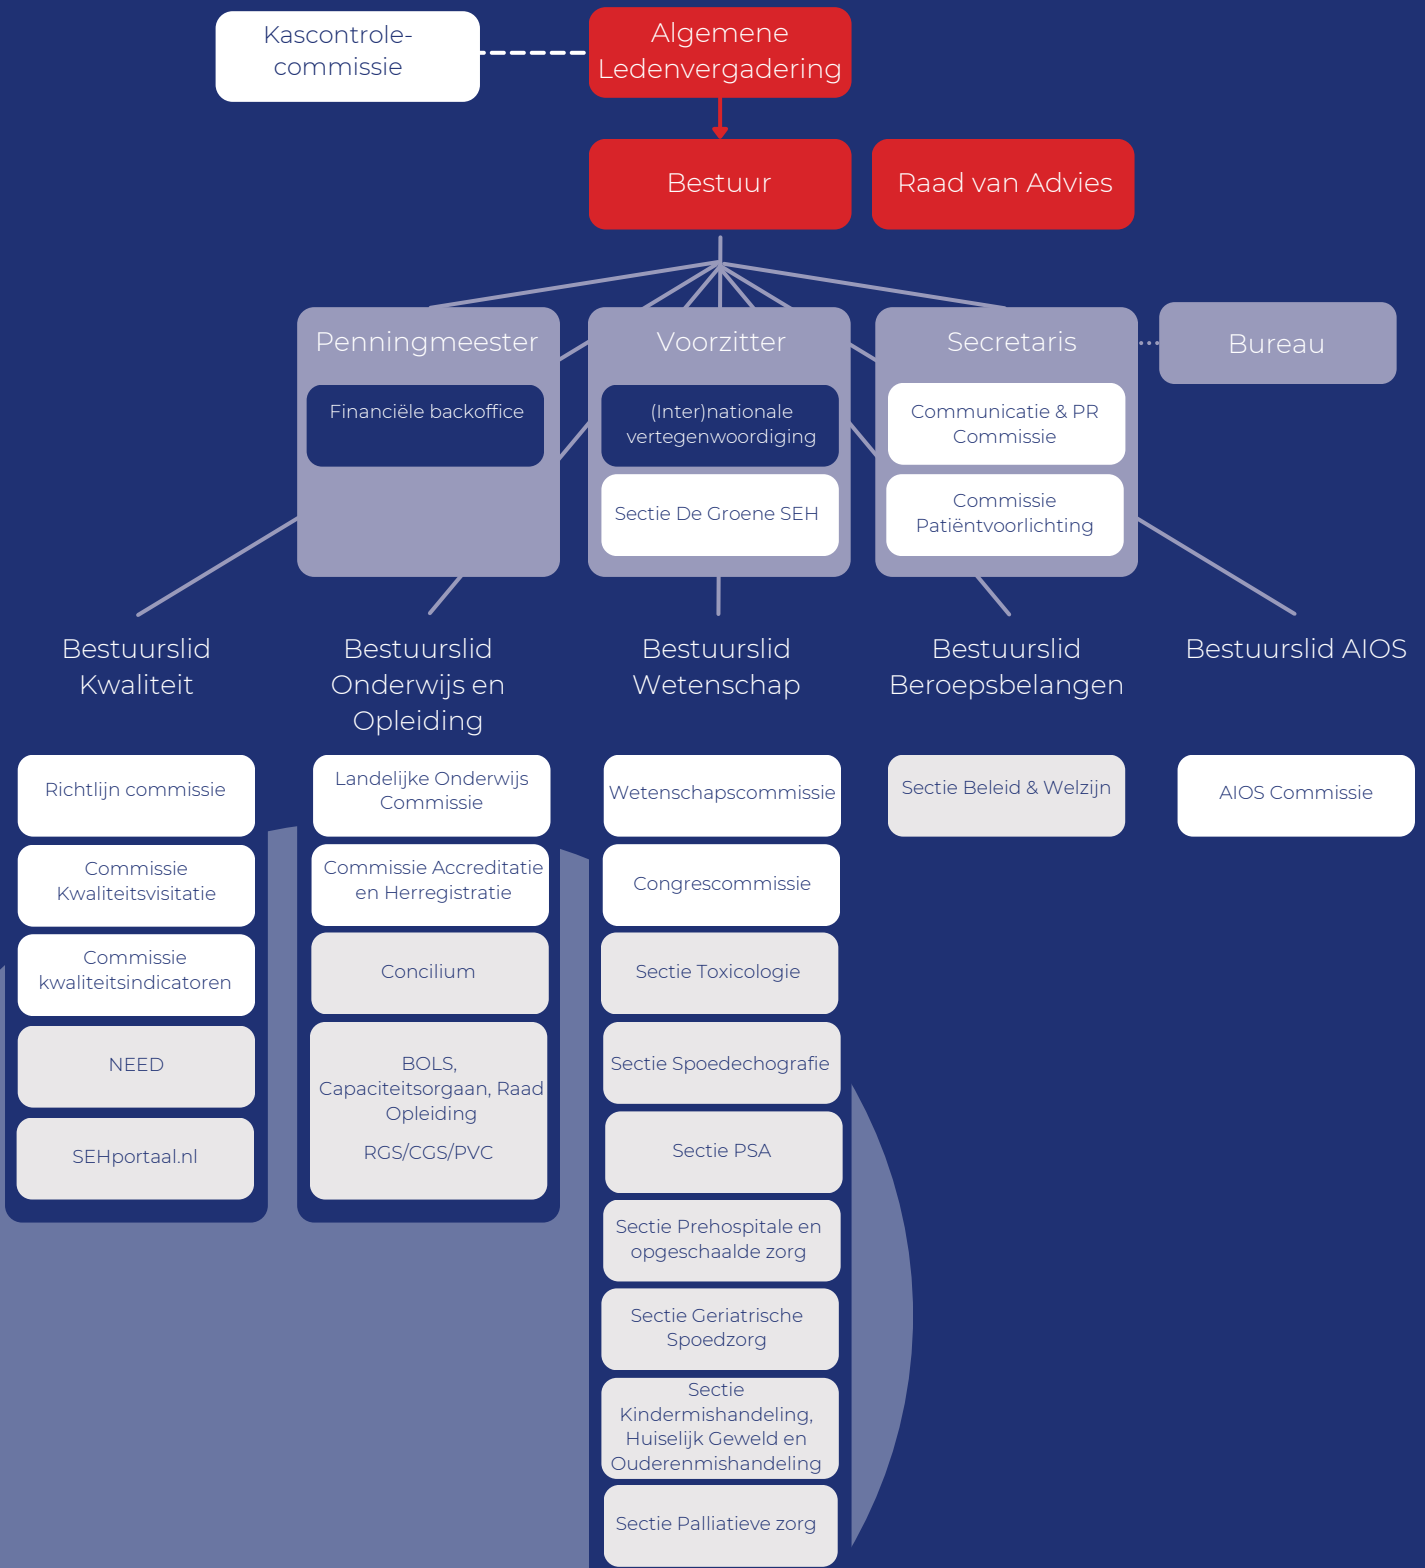 Kascontrole-
commissie
Algemene
Ledenvergadering
Bestuur
Raad van Advies
Penningmeester
Financiële backoffice
Voorzitter
(Inter)nationale
vertegenwoordiging
Sectie De Groene SEH
Secretaris
Communicatie & PR
Commissie
Commissie
Patiëntvoorlichting
Bureau
Bestuurslid
Kwaliteit
Richtlijn commissie
Commissie
Kwaliteitsvisitatie
Commissie
kwaliteitsindicatoren
NEED
SEHportaal.nl
Bestuurslid
Onderwijs en
Opleiding
Landelijke Onderwijs
Commissie
Commissie Accreditatie
en Herregistratie
Concilium
BOLS,
Capaciteitsorgaan, Raad
Opleiding
RGS/CGS/PVC
Bestuurslid
Wetenschap
Wetenschapscommissie
Congrescommissie
Sectie Toxicologie
Sectie Spoedechografie
Sectie PSA
Sectie Prehospitale en
opgeschaalde zorg
Sectie Geriatrische
Spoedzorg
Sectie
Kindermishandeling,
Huiselijk Geweld en
Ouderenmishandeling
Sectie Palliatieve zorg
Bestuurslid
Beroepsbelangen
Sectie Beleid & Welzijn
Bestuurslid AIOS
AIOS Commissie